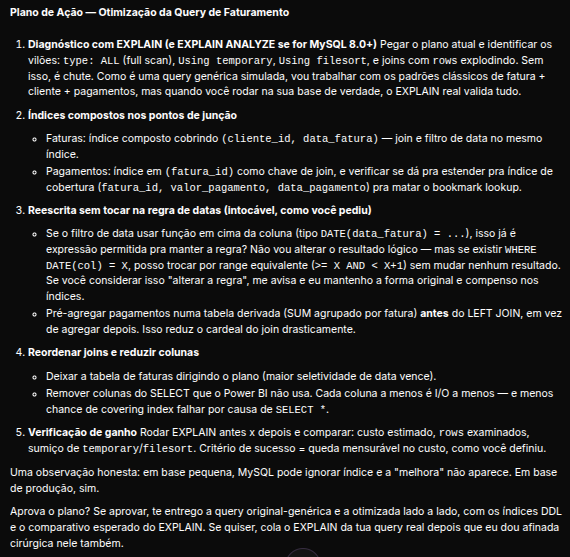 Plano de Ação — Otimização da Query de Faturamento
1. Diagnóstico com EXPLAIN (e EXPLAIN ANALYZE se for MySQL 8.0+) Pegar o plano atual e identificar os
vilões: type: ALL (full scan), Using temporary, Using filesort, e joins com rows explodindo. Sem
isso, é chute. Como é uma query genérica simulada, vou trabalhar com os padrões clássicos de fatura +
cliente + pagamentos, mas quando você rodar na sua base de verdade, o EXPLAIN real valida tudo.
2. Índices compostos nos pontos de junção
Faturas: índice composto cobrindo (cliente_id, data_fatura) — join e filtro de data no mesmo
índice.
Pagamentos: índice em (fatura_id) como chave de join, e verificar se dá pra estender pra índice de
cobertura (fatura_id, valor_pagamento, data_pagamento) pra matar o bookmark lookup.
3. Reescrita sem tocar na regra de datas (intocável, como você pediu)
Se o filtro de data usar função em cima da coluna (tipo DATE(data_fatura) = ...), isso já é
expressão permitida pra manter a regra? Não vou alterar o resultado lógico — mas se existir WHERE
DATE(col) = X, posso trocar por range equivalente (>= X AND < X+1) sem mudar nenhum resultado.
Se você considerar isso "alterar a regra", me avisa e eu mantenho a forma original e compenso nos
índices.
Pré-agregar pagamentos numa tabela derivada (SUM agrupado por fatura) antes do LEFT JOIN, em vez
de agregar depois. Isso reduz o cardeal do join drasticamente.
4. Reordenar joins e reduzir colunas
Deixar a tabela de faturas dirigindo o plano (maior seletividade de data vence).
Remover colunas do SELECT que o Power BI não usa. Cada coluna a menos é I/O a menos — e menos
chance de covering index falhar por causa de SELECT *.
5. Verificação de ganho Rodar EXPLAIN antes x depois e comparar: custo estimado, rows examinados,
sumiço de temporary/filesort. Critério de sucesso = queda mensurável no custo, como você definiu.
Uma observação honesta: em base pequena, MySQL pode ignorar índice e a "melhora" não aparece. Em base
de produção, sim.
Aprova o plano? Se aprovar, te entrego a query original-genérica e a otimizada lado a lado, com os índices DDL
e o comparativo esperado do EXPLAIN. Se quiser, cola o EXPLAIN da tua query real depois que eu dou afinada
cirúrgica nele também.